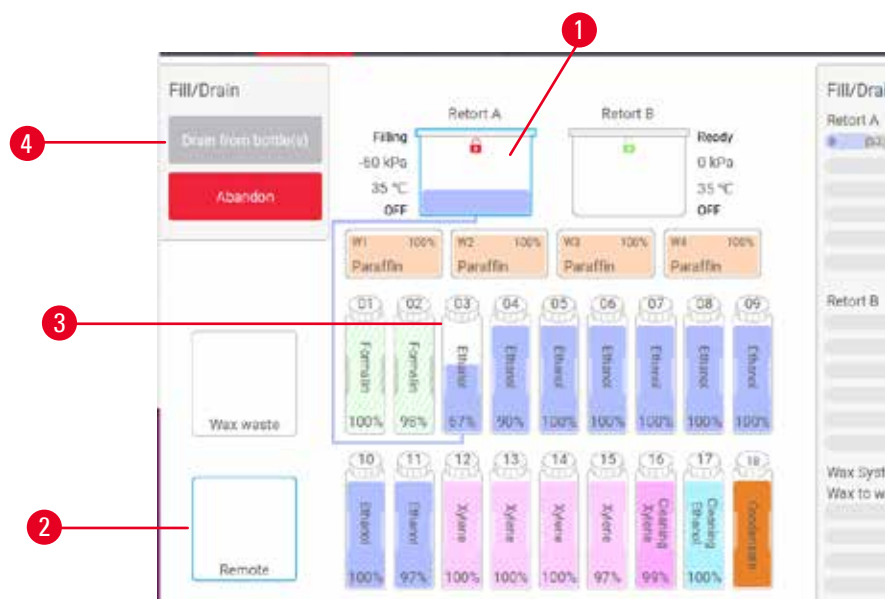 1
Fill/Drain
Drain from bottle(s)
Abandon
4
Retort A
Retort B
Filling
-60 kPa
35 °C
OFF
Ready
0 kPa
35 °C
OFF
W1 100%
Paraffin
W2 100%
Paraffin
W3 100%
Paraffin
W4 100%
Paraffin
3
01 02 03 04 05 06 07 08 09
Formalin Formalin Ethanol Ethanol Ethanol Ethanol Ethanol Ethanol Ethanol
100% 98% 67% 90% 100% 100% 100% 100% 100%
Wax waste
10 11 12 13 14 15 16 17 18
Ethanol Ethanol Xylene Xylene Xylene Xylene Cleaning Xylene Cleaning Ethanol Condensate
100% 97% 100% 100% 100% 97% 99% 100%
2
Remote
Fill/Drai
Retort A
Retort B
Wax Syst
Wax to w